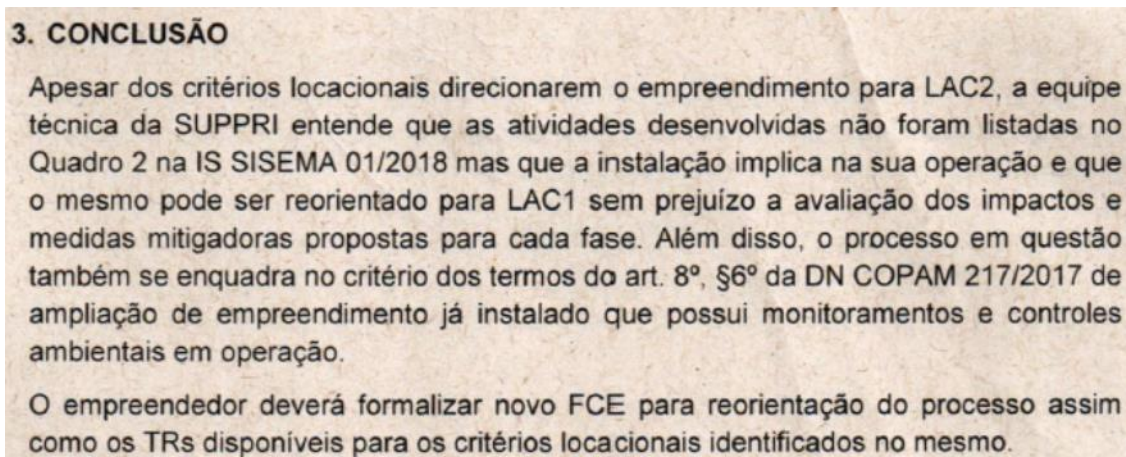 3. CONCLUSÃO
Apesar dos critérios locacionais direcionarem o empreendimento para LAC2, a equipe
técnica da SUPPRI entende que as atividades desenvolvidas não foram listadas no
Quadro 2 na IS SISEMA 01/2018 mas que a instalação implica na sua operação e que
o mesmo pode ser reorientado para LAC1 sem prejuízo a avaliação dos impactos e
medidas mitigadoras propostas para cada fase. Além disso, o processo em questão
também se enquadra no critério dos termos do art. 8º, §6º da DN COPAM 217/2017 de
ampliação de empreendimento já instalado que possui monitoramentos e controles
ambientais em operação.
O empreendedor deverá formalizar novo FCE para reorientação do processo assim
como os TRs disponíveis para os critérios locacionais identificados no mesmo.